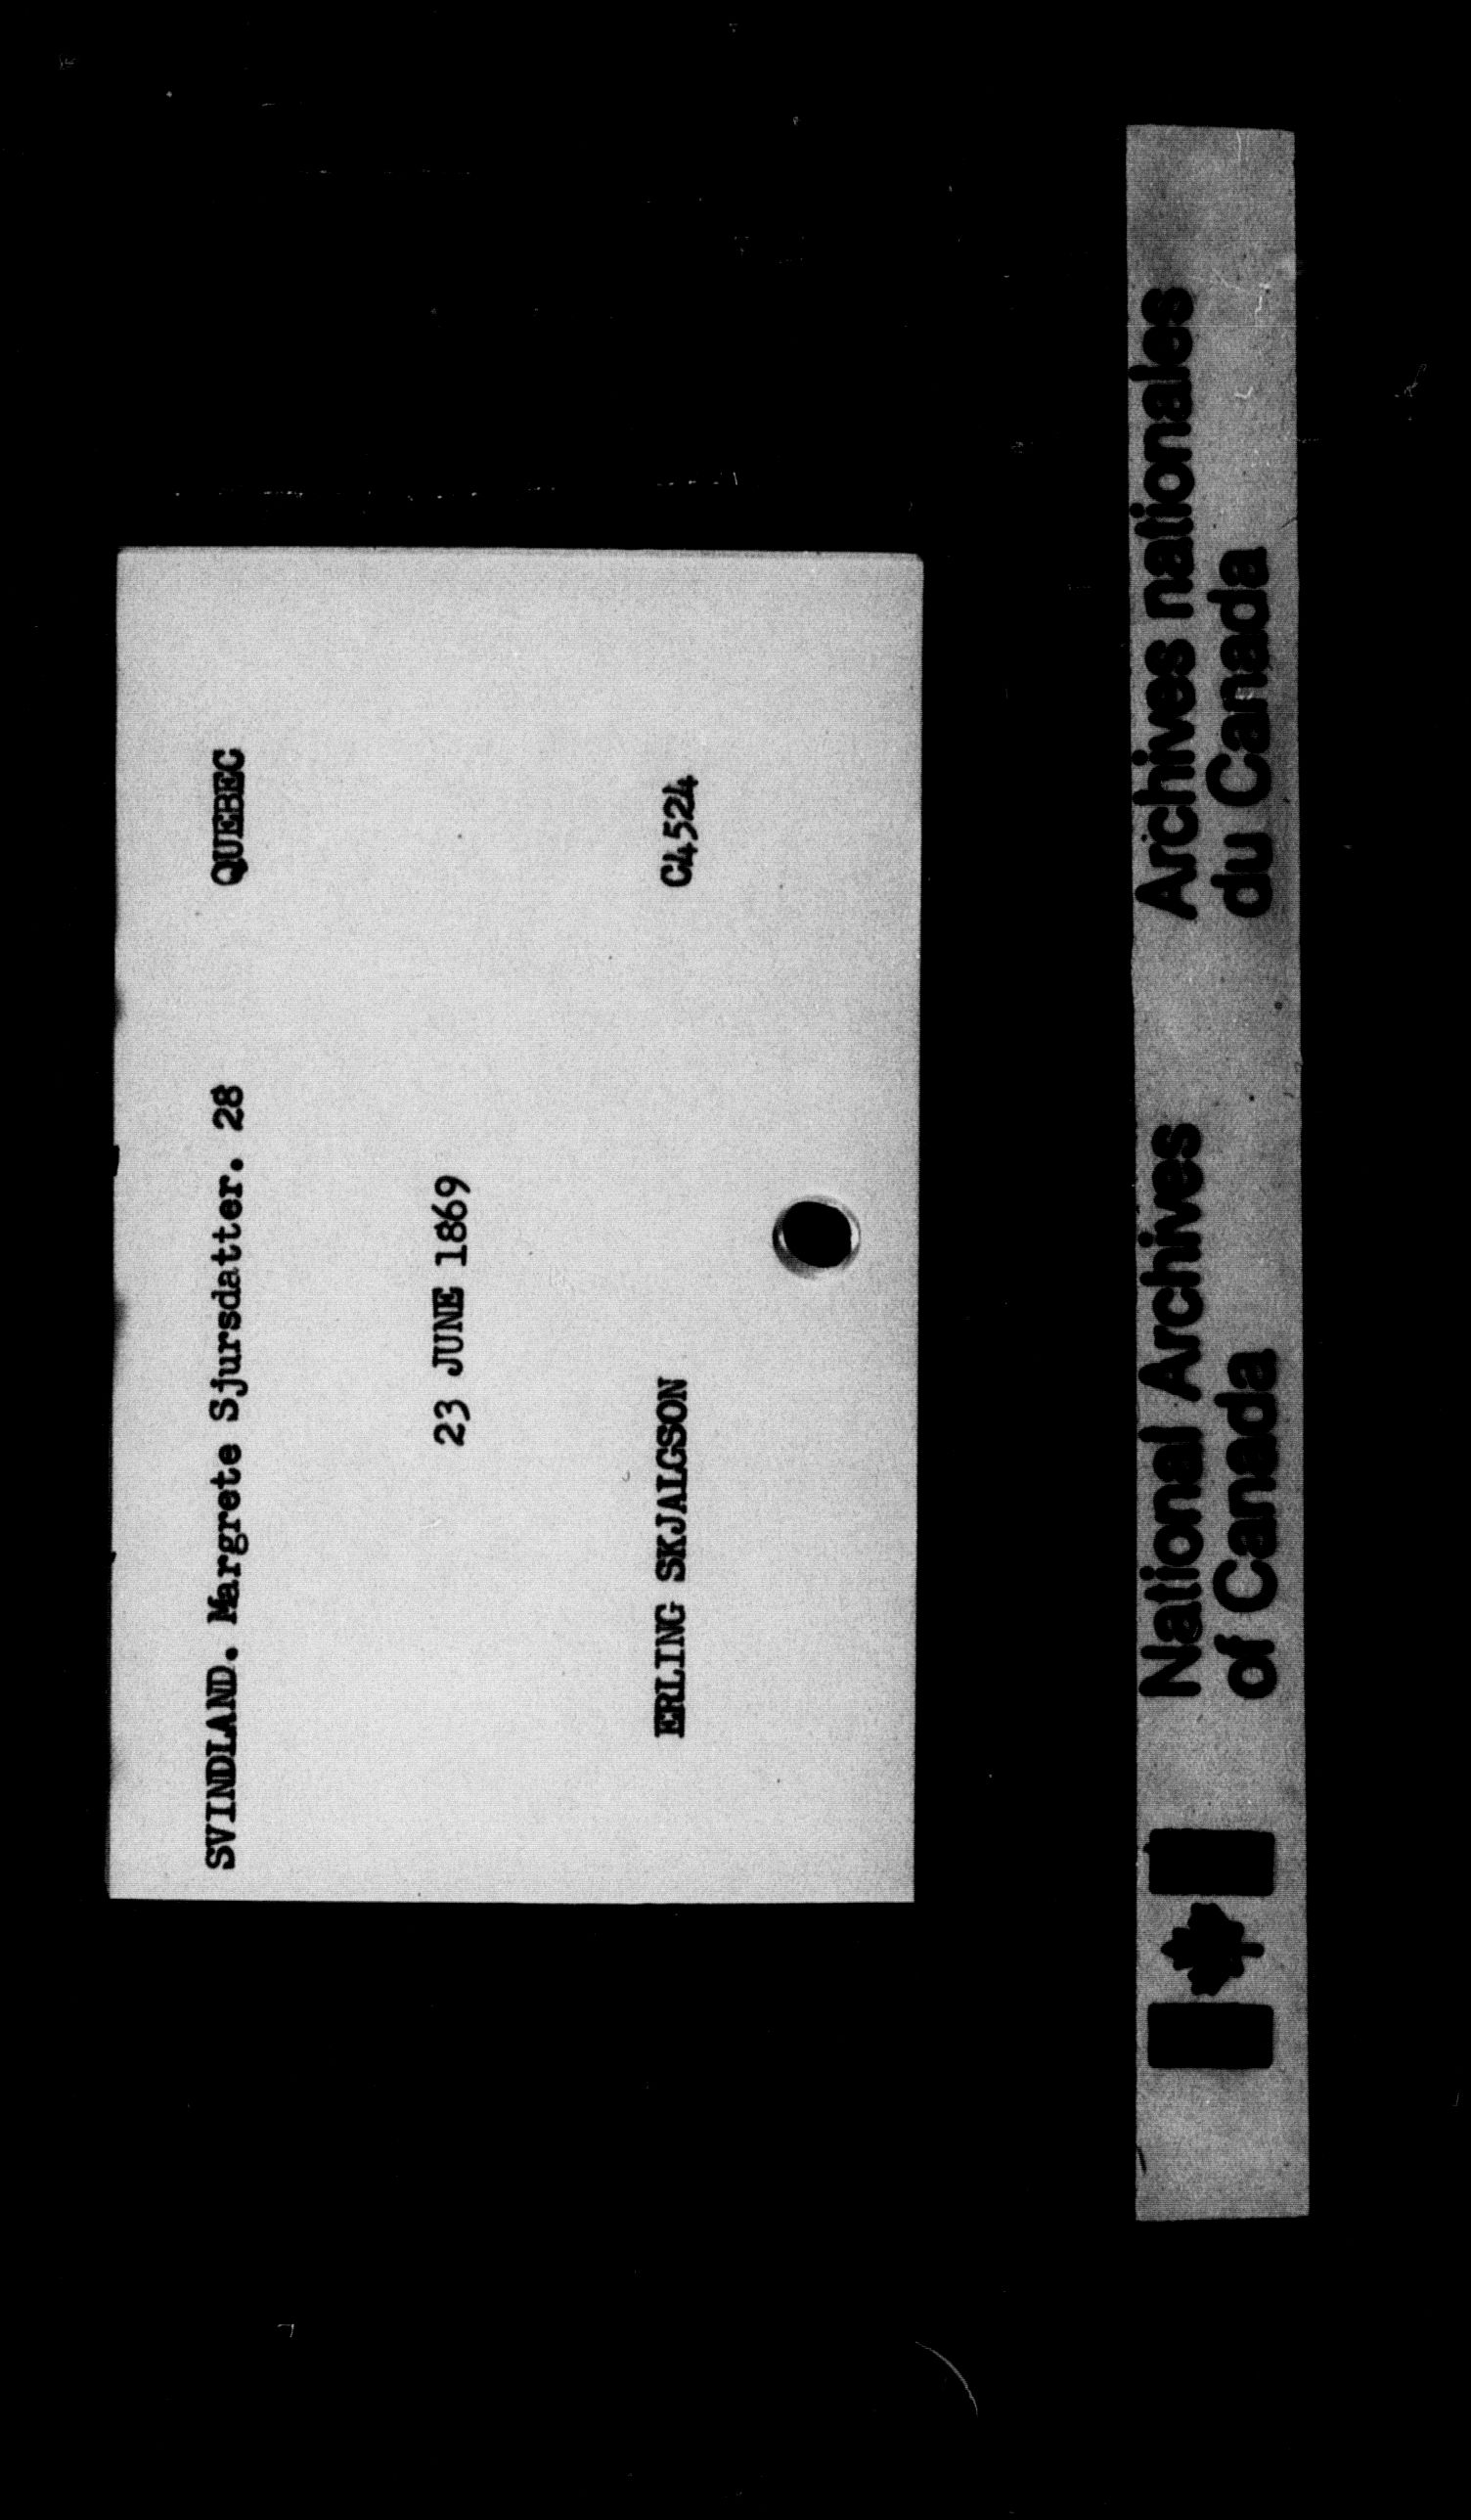 SVINDLAND. Margrete Sjursdatter. 28 QUEBEC
23 JUNE 1869
ERLING SKJALGSON C4524
National Archives of Canada
Archives nationales du Canada